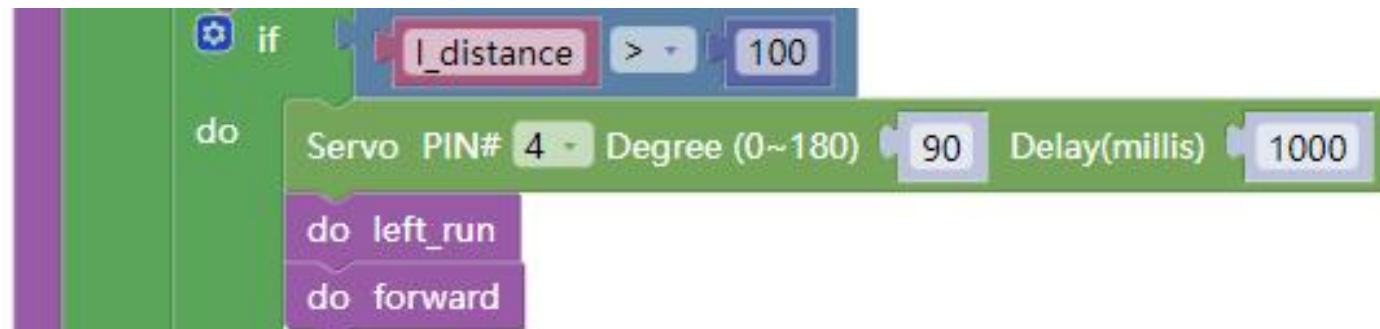 if l_distance > 100
do Servo PIN# 4 Degree (0~180) 90 Delay(millis) 1000
do left_run
do forward